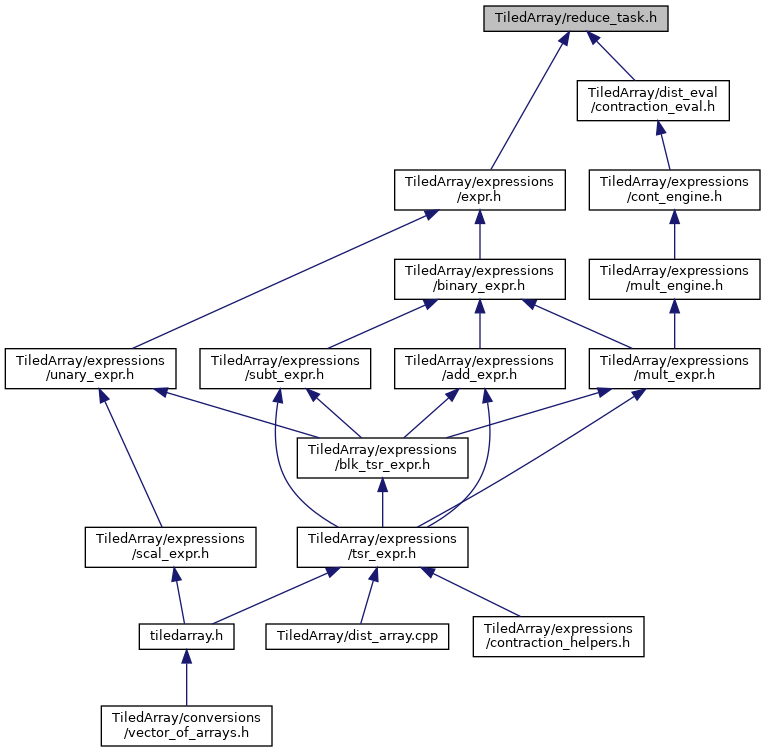 TiledArray/reduce_task.h
TiledArray/dist_eval
/contraction_eval.h
TiledArray/expressions
/expr.h
TiledArray/expressions
/cont_engine.h
TiledArray/expressions
/binary_expr.h
TiledArray/expressions
/mult_engine.h
TiledArray/expressions
/unary_expr.h
TiledArray/expressions
/subt_expr.h
TiledArray/expressions
/add_expr.h
TiledArray/expressions
/mult_expr.h
TiledArray/expressions
/blk_tsr_expr.h
TiledArray/expressions
/scal_expr.h
TiledArray/expressions
/tsr_expr.h
tiledarray.h
TiledArray/dist_array.cpp
TiledArray/expressions
/contraction_helpers.h
TiledArray/conversions
/vector_of_arrays.h